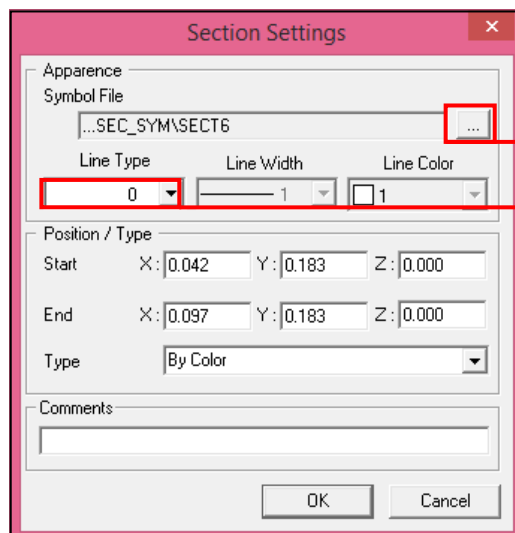 Section Settings ×
Apparence
Symbol File
...SEC_SYM\SECT6 ...
Line Type Line Width Line Color
0 1 1
Position / Type
Start X: 0.042 Y: 0.183 Z: 0.000
End X: 0.097 Y: 0.183 Z: 0.000
Type By Color
Comments
OK Cancel